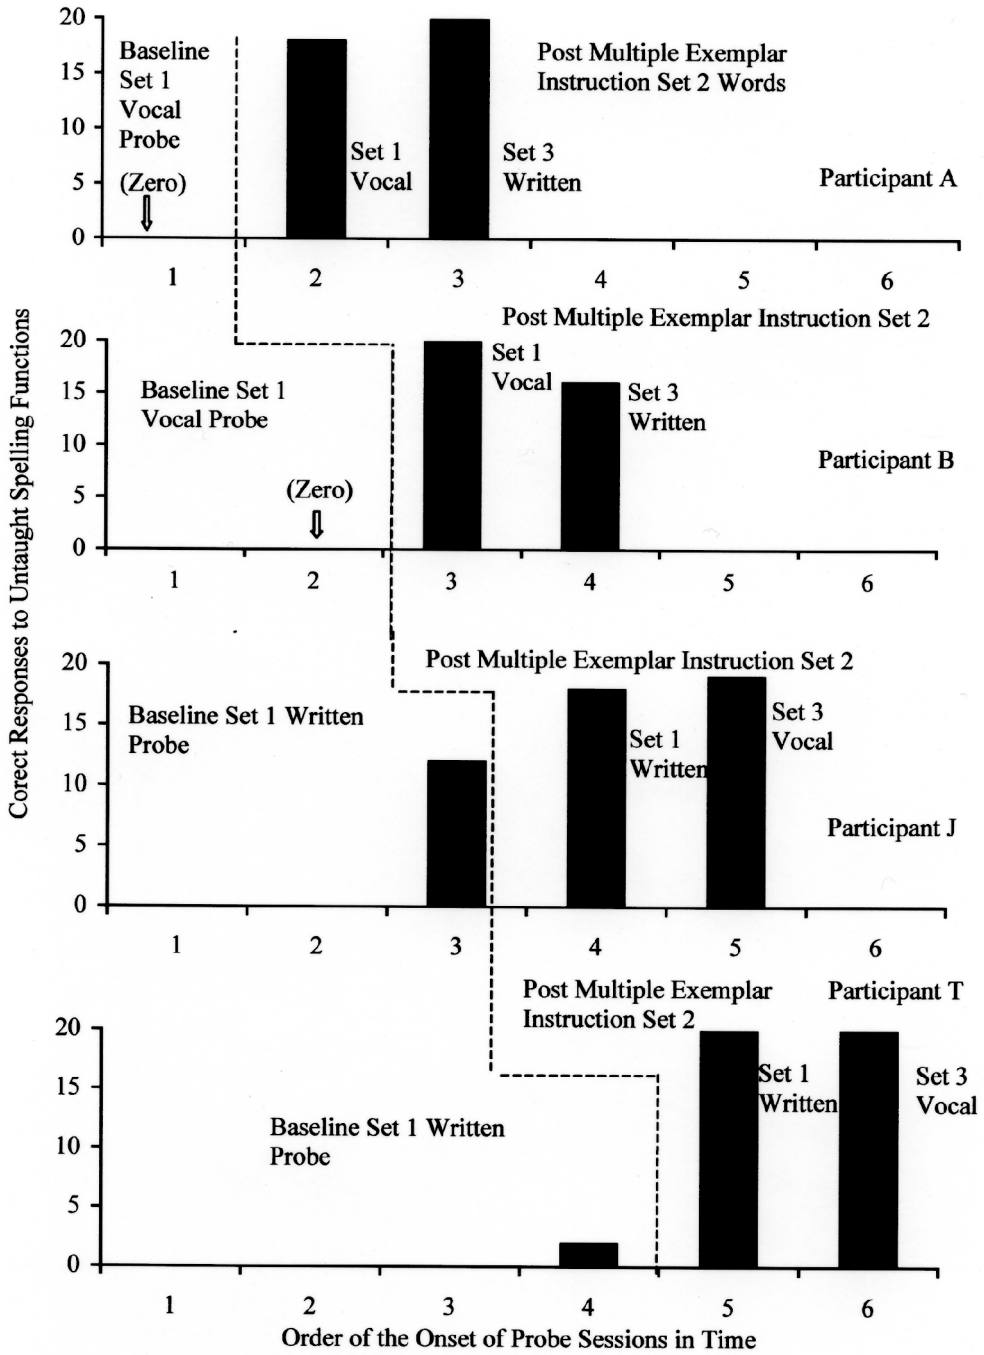 Corect Responses to Untaught Spelling Functions
20
15
10
5
0
Baseline
Set 1
Vocal
Probe
(Zero)
Set 1
Vocal
Set 3
Written
Post Multiple Exemplar
Instruction Set 2 Words
Participant A
1 2 3 4 5 6
Post Multiple Exemplar Instruction Set 2
20
15
10
5
0
Baseline Set 1
Vocal Probe
(Zero)
Set 1
Vocal
Set 3
Written
Participant B
1 2 3 4 6
Post Multiple Exemplar Instruction Set 2
20
15
10
5
0
Baseline Set 1 Written
Probe
Set 1
Written
Set 3
Vocal
Participant J
1 2 3 4 5 6
Post Multiple Exemplar
Instruction Set 2
Participant T
20
15
10
5
0
Baseline Set 1 Written
Probe
Set 1
Written
Set 3
Vocal
1 2 3 4 5 6
Order of the Onset of Probe Sessions in Time